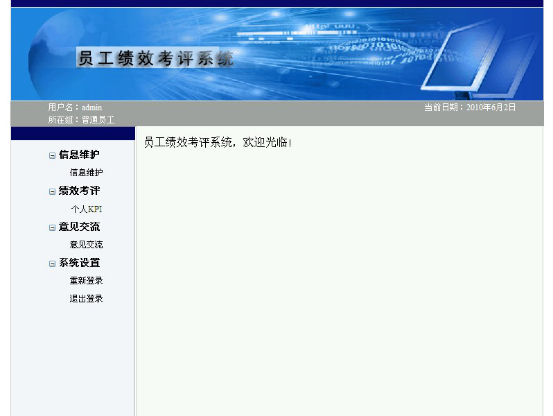 员工绩效考评系统
用户名：admin
当前日期：2010年6月2日
所在组：普通员工
员工绩效考评系统，欢迎光临！
信息维护
信息维护
绩效考评
个人KPI
意见交流
意见交流
系统设置
重新登录
退出登录